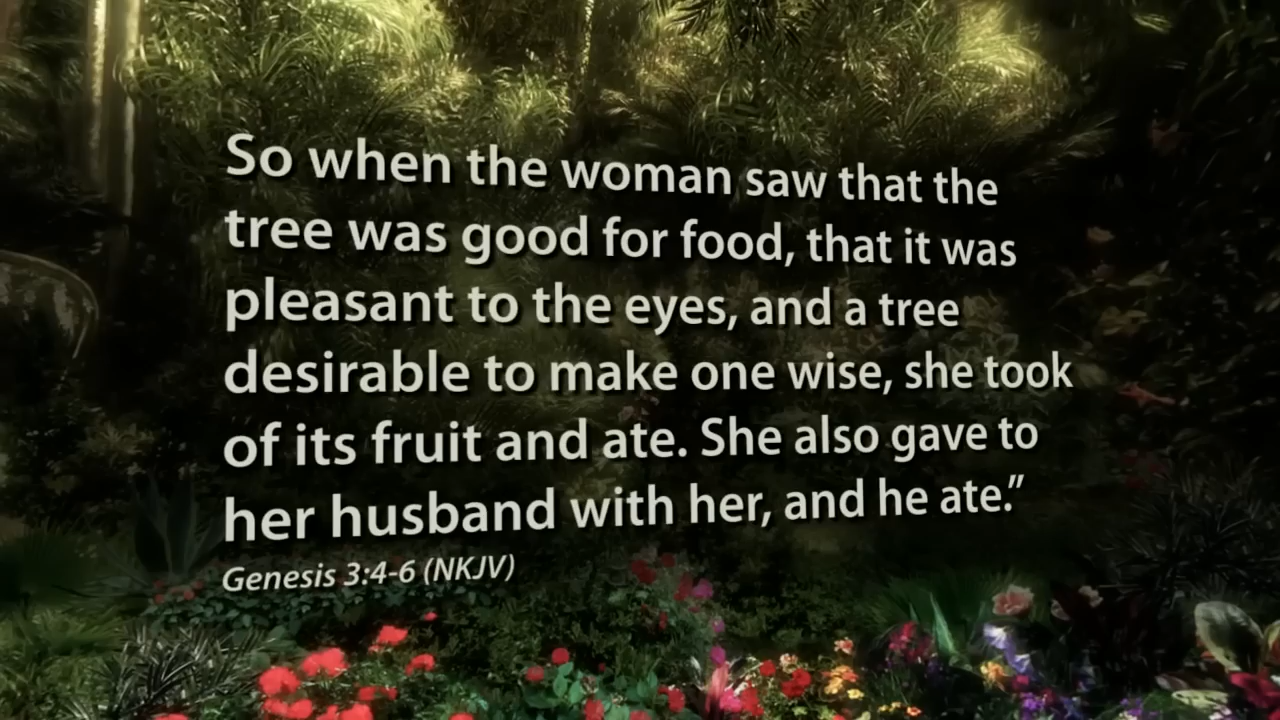 So when the woman saw that the
tree was good for food, that it was
pleasant to the eyes, and a tree
desirable to make one wise, she took
of its fruit and ate. She also gave to
her husband with her, and he ate.”
Genesis 3:4-6 (NKJV)